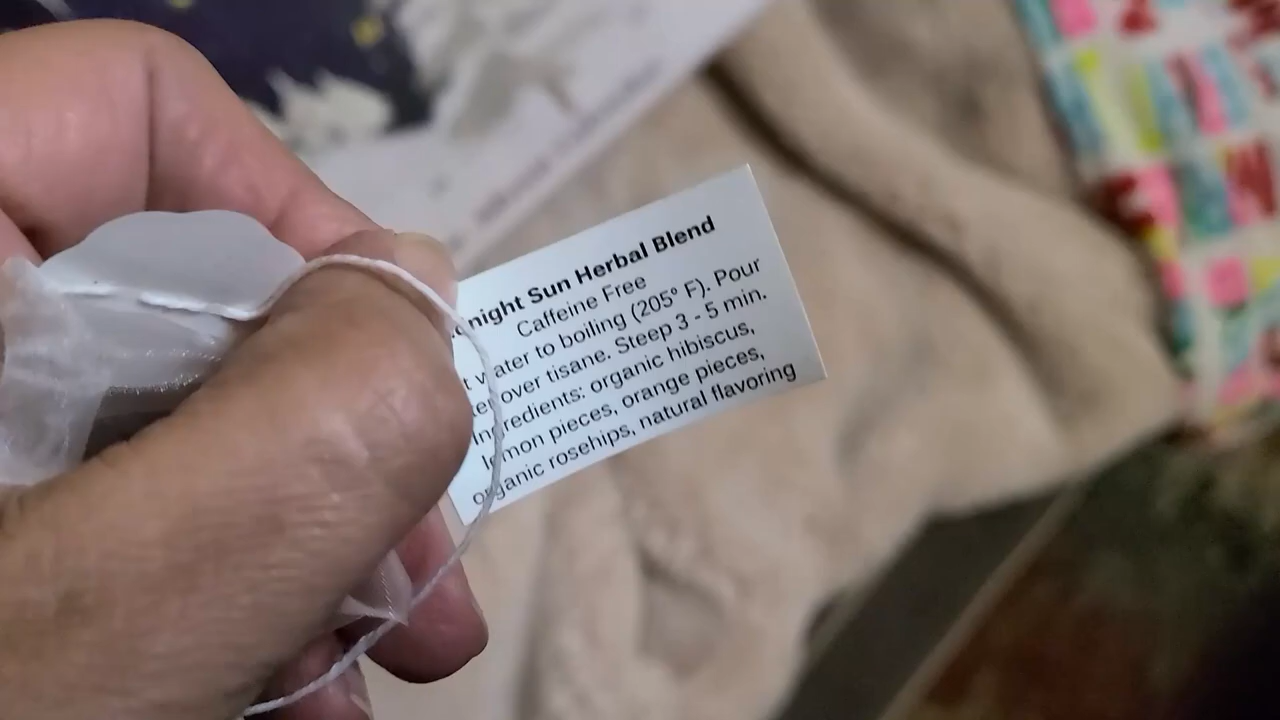 night Sun Herbal Blend
Caffeine Free
t water to boiling (205° F). Pour
over tisane. Steep 3 - 5 min.
Ingredients: organic hibiscus,
lemon pieces, orange pieces,
organic rosehips, natural flavoring